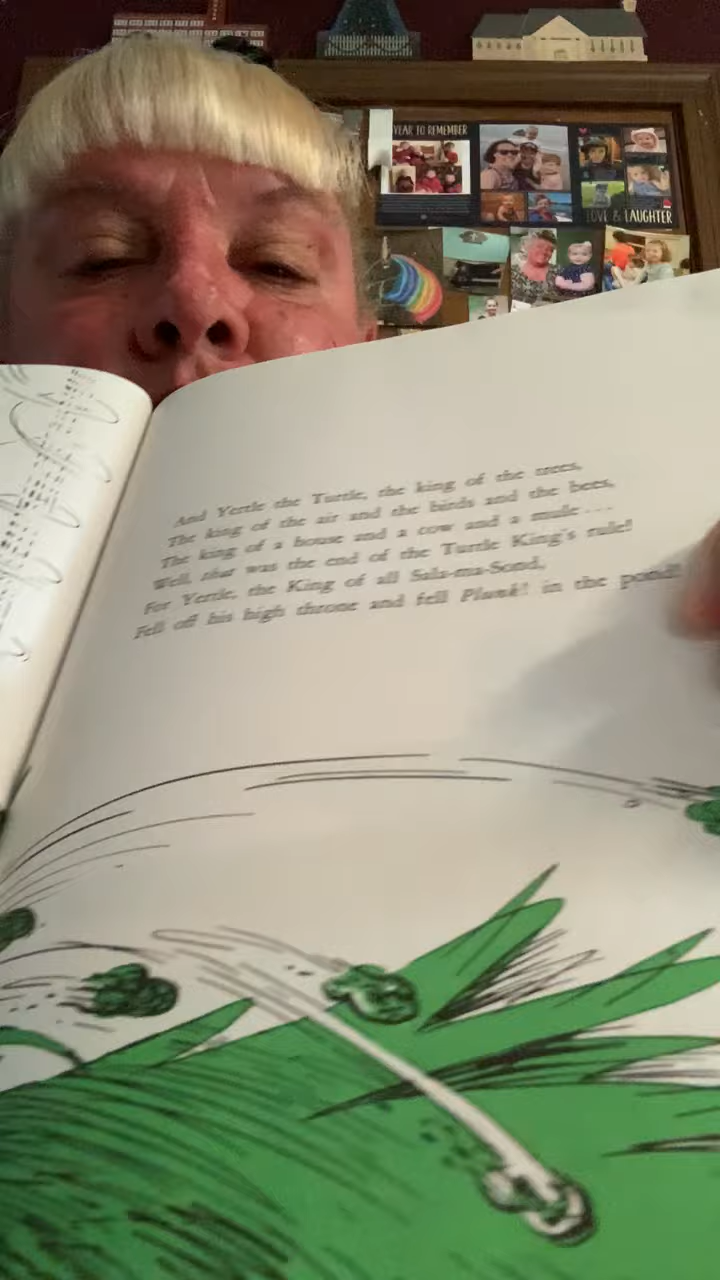 YEAR TO REMEMBER
LOVE & LAUGHTER
And Yertle the Turtle, the king of the trees,
The king of the air and the birds and the bees,
The king of a house and a cow and a mule...
Well, that was the end of the Turtle King's rule!
For Yertle, the King of all Sala-ma-Sond,
Fell off his high throne and fell Plunk! in the pond!